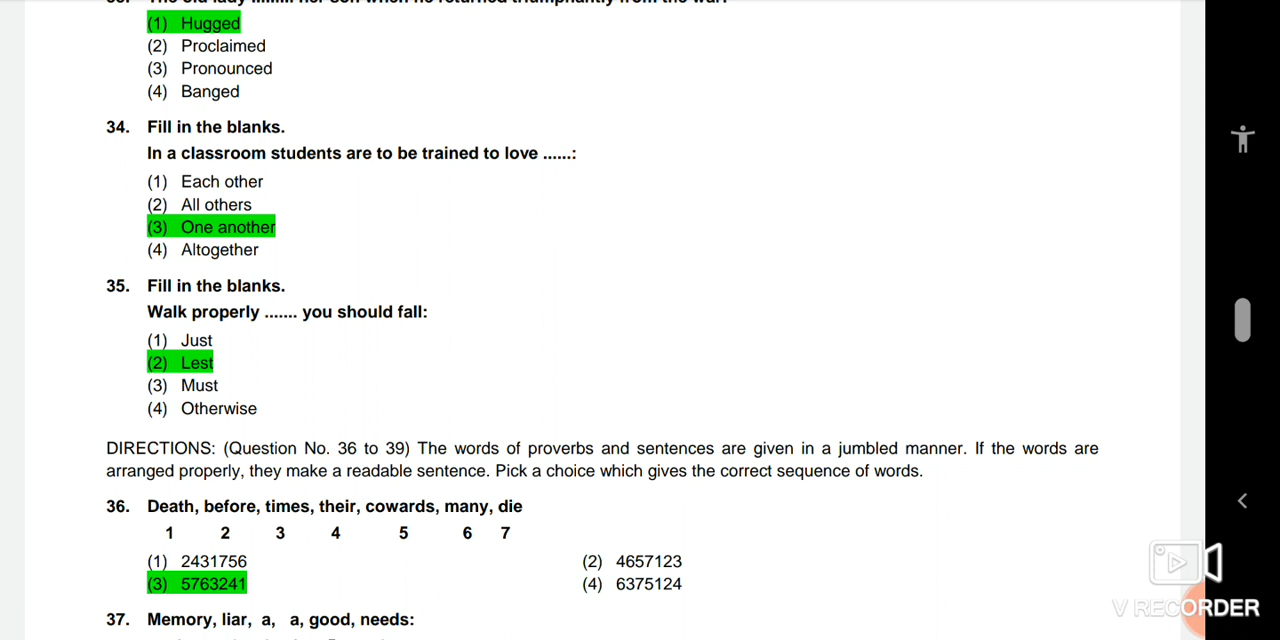 (1) Hugged
(2) Proclaimed
(3) Pronounced
(4) Banged
34. Fill in the blanks.
In a classroom students are to be trained to love ......:
(1) Each other
(2) All others
(3) One another
(4) Altogether
35. Fill in the blanks.
Walk properly ....... you should fall:
(1) Just
(2) Lest
(3) Must
(4) Otherwise
DIRECTIONS: (Question No. 36 to 39) The words of proverbs and sentences are given in a jumbled manner. If the words are
arranged properly, they make a readable sentence. Pick a choice which gives the correct sequence of words.
36. Death, before, times, their, cowards, many, die
1 2 3 4 5 6 7
(1) 2431756 (2) 4657123
(3) 5763241 (4) 6375124
37. Memory, liar, a, a, good, needs:
V RECORDER